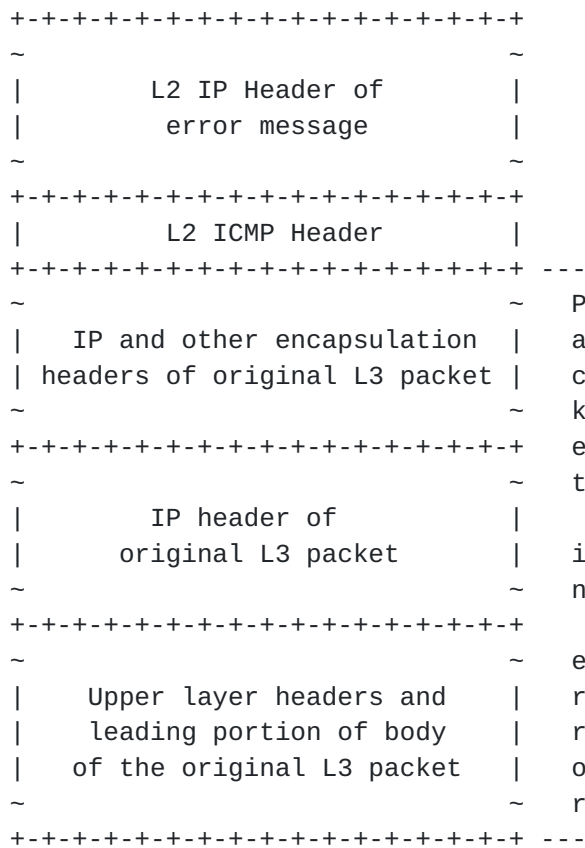 +-+-+-+-+-+-+-+-+-+-+-+-+-+-+-+-+
~                               ~
|        L2 IP Header of        |
|         error message         |
~                               ~
+-+-+-+-+-+-+-+-+-+-+-+-+-+-+-+-+
|         L2 ICMP Header        |
+-+-+-+-+-+-+-+-+-+-+-+-+-+-+-+-+ ---
~                               ~   P
|   IP and other encapsulation  |   a
| headers of original L3 packet |   c
~                               ~   k
+-+-+-+-+-+-+-+-+-+-+-+-+-+-+-+-+   e
~                               ~   t
|        IP header of           |
|      original L3 packet       |   i
~                               ~   n
+-+-+-+-+-+-+-+-+-+-+-+-+-+-+-+-+
~                               ~   e
|    Upper layer headers and    |   r
|    leading portion of body    |   r
|   of the original L3 packet   |   o
~                               ~   r
+-+-+-+-+-+-+-+-+-+-+-+-+-+-+-+-+ ---